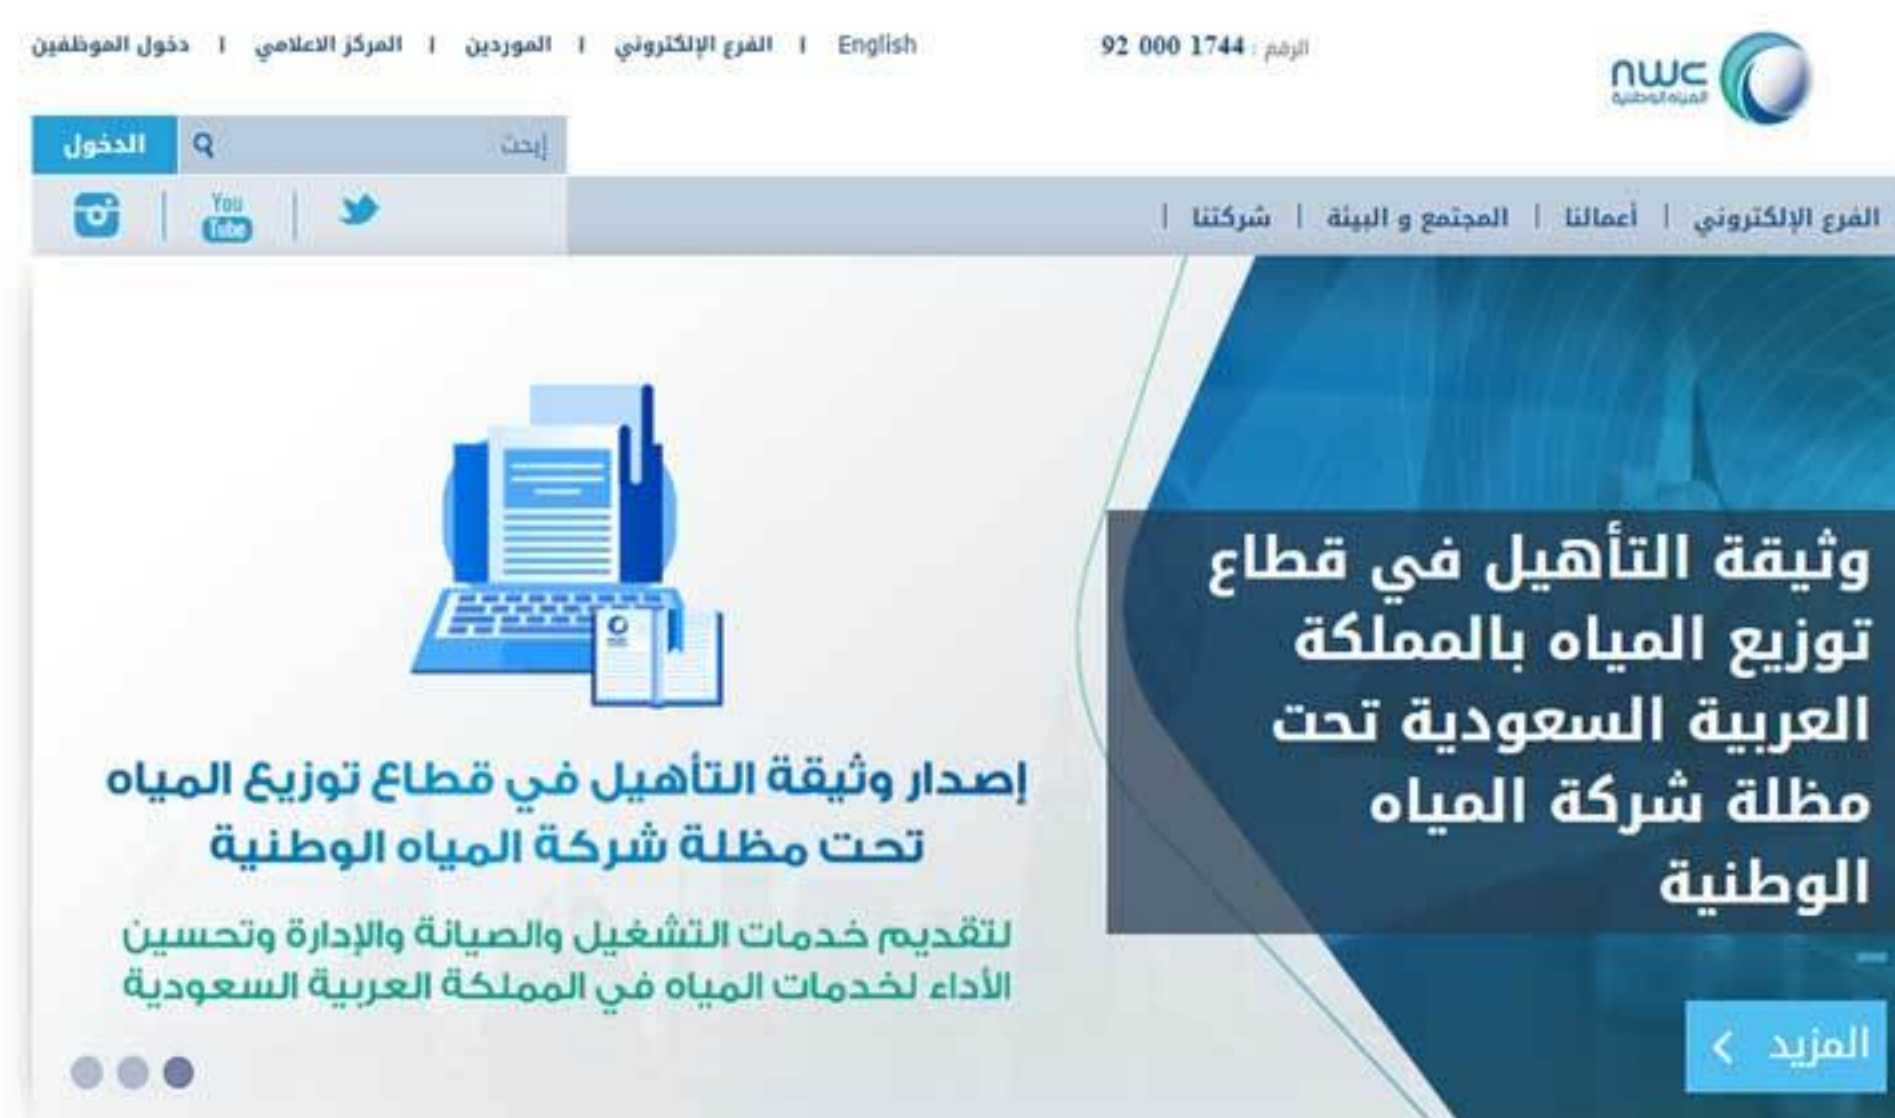 nwc
المياه الوطنية
الرقم : 1744 000 92
English | الفرع الإلكتروني | الموردين | المركز الاعلامي | دخول الموظفين
إبحث
الدخول
الفرع الإلكتروني | أعمالنا | المجتمع و البيئة | شركتنا |
You
Tube
وثيقة التأهيل في قطاع
توزيع المياه بالمملكة
العربية السعودية تحت
مظلة شركة المياه
الوطنية
المزيد
إصدار وثيقة التأهيل في قطاع توزيع المياه
تحت مظلة شركة المياه الوطنية
لتقديم خدمات التشغيل والصيانة والإدارة وتحسين
الأداء لخدمات المياه في المملكة العربية السعودية